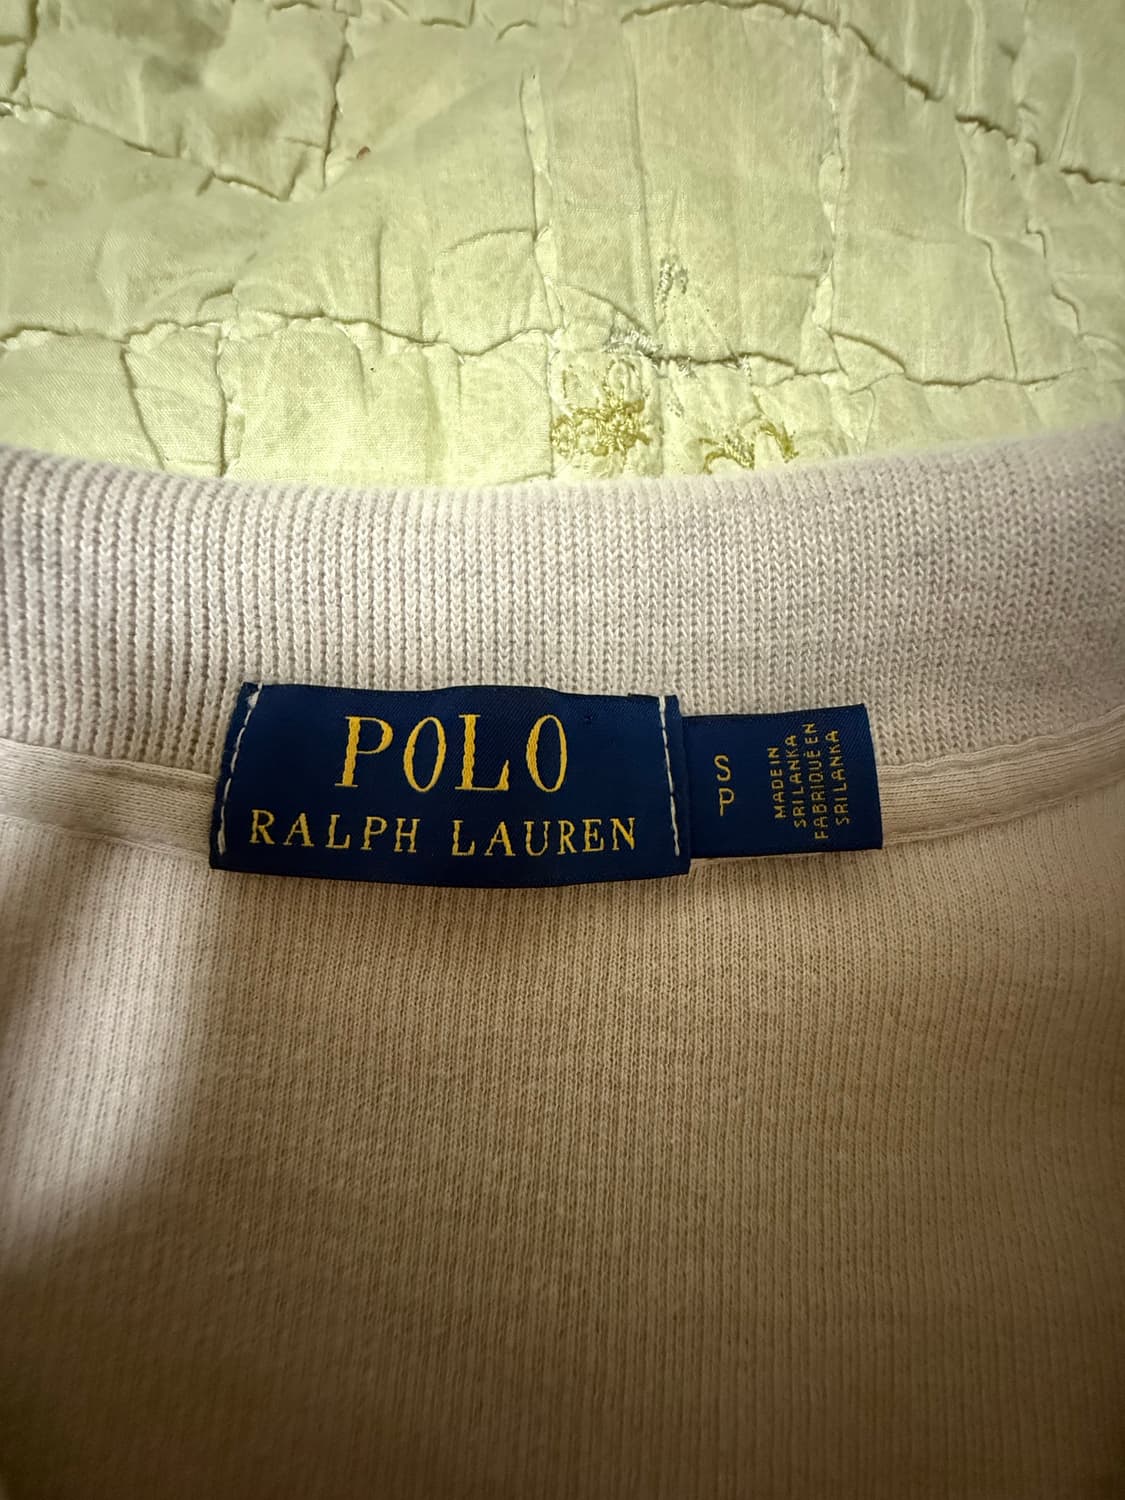 POLO
RALPH LAUREN
S
P
MADE IN
SRI LANKA
FABRIQUÉ EN
SRI LANKA